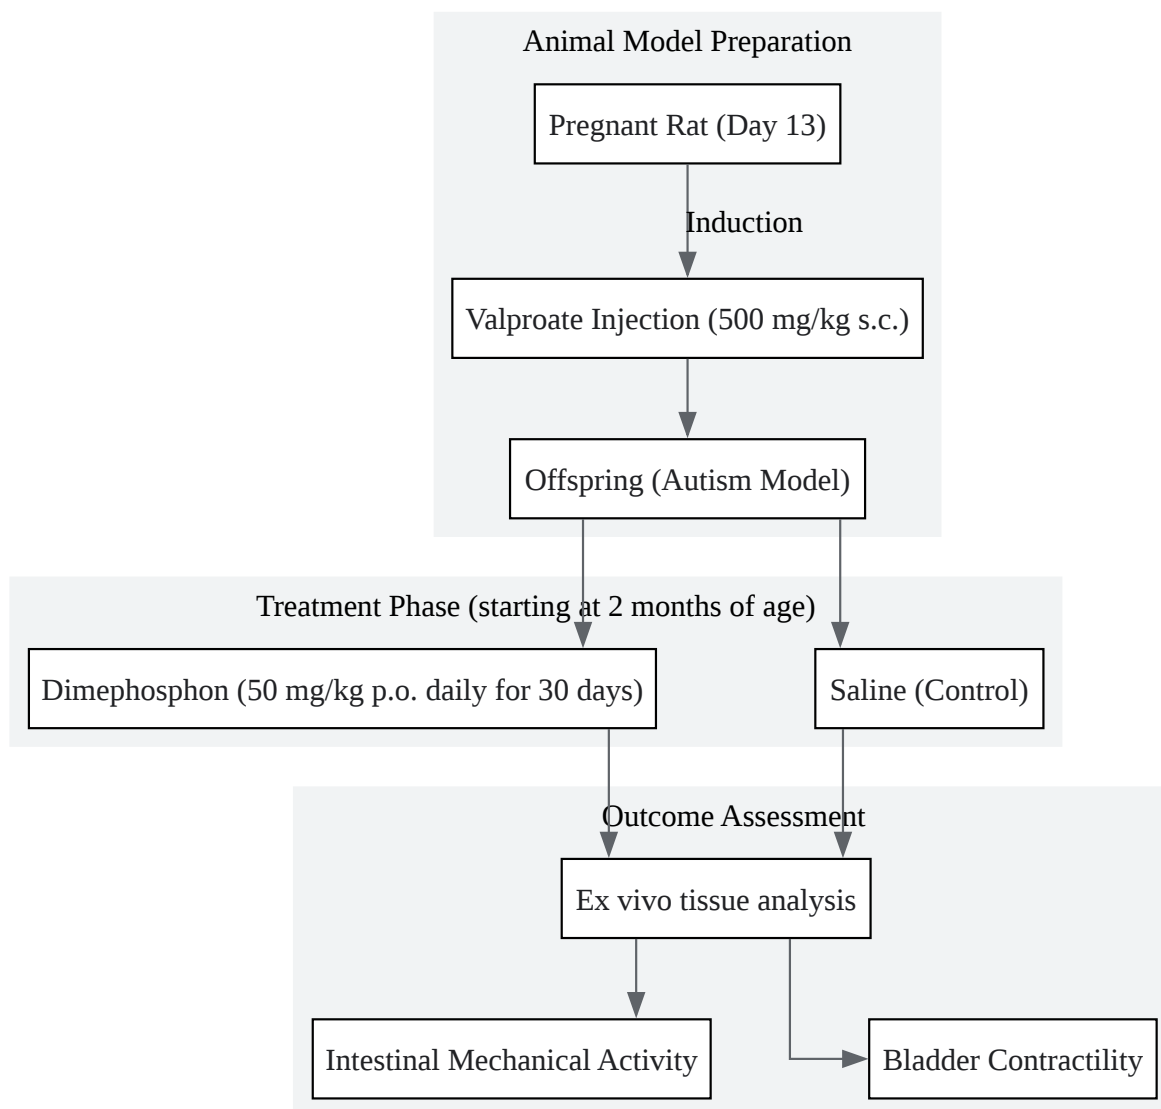 Animal Model Preparation
Pregnant Rat (Day 13)
Induction
Valproate Injection (500 mg/kg s.c.)
Offspring (Autism Model)
Treatment Phase (starting at 2 months of age)
Dimephosphon (50 mg/kg p.o. daily for 30 days)
Saline (Control)
Outcome Assessment
Ex vivo tissue analysis
Intestinal Mechanical Activity
Bladder Contractility